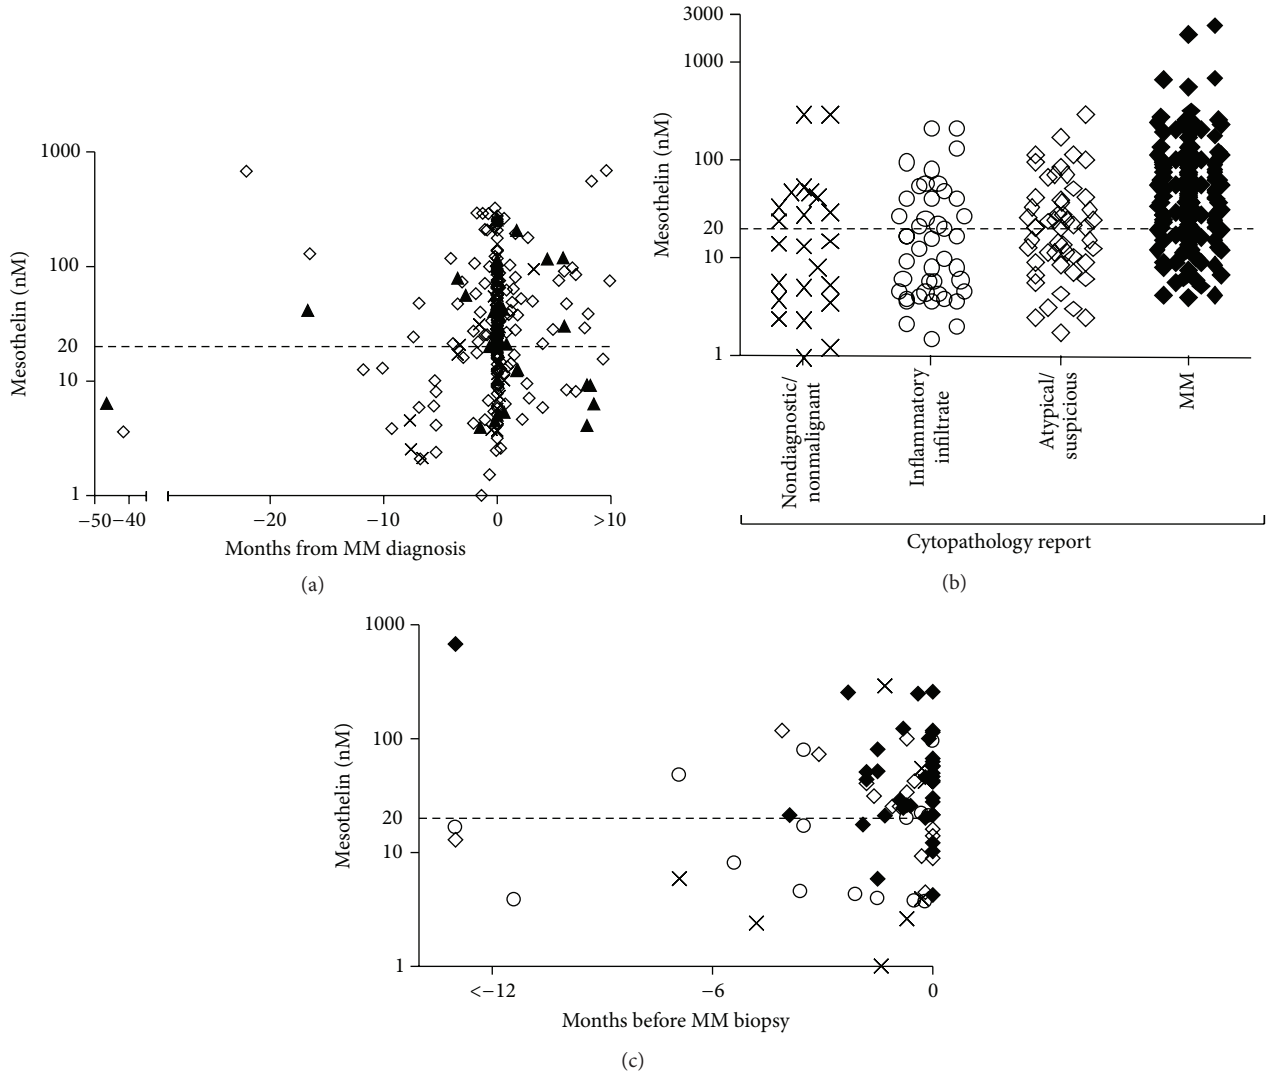 1000
100
20
10
1
Mesothelin (nM)
−50 −40 −20 −10 0 >10
Months from MM diagnosis
(a)
3000
1000
100
20
10
1
Mesothelin (nM)
Nondiagnostic/
nonmalignant
Inflammatory
infiltrate
Atypical/
suspicious
MM
Cytopathology report
(b)
1000
100
20
10
1
Mesothelin (nM)
<−12 −6 0
Months before MM biopsy
(c)